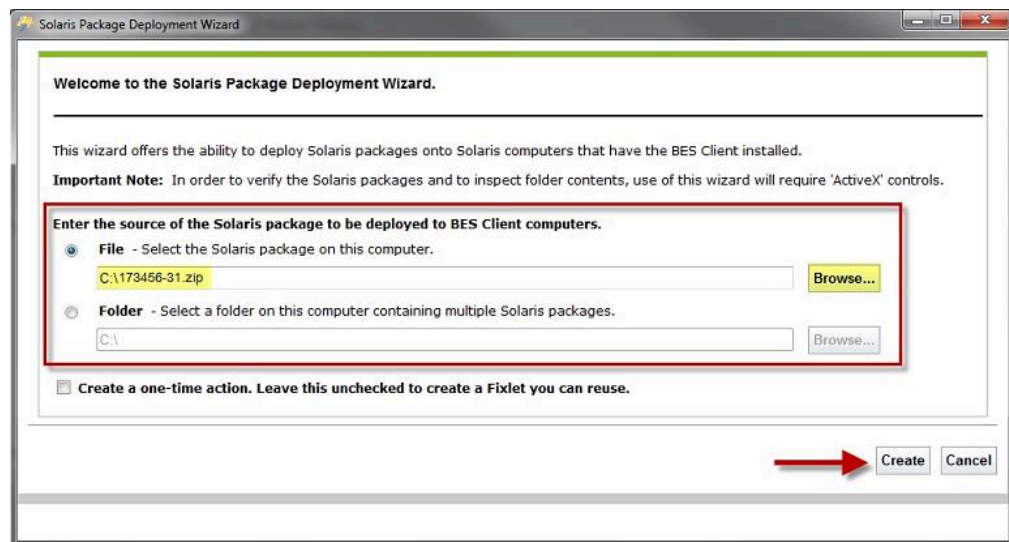 Solaris Package Deployment Wizard
Welcome to the Solaris Package Deployment Wizard.
This wizard offers the ability to deploy Solaris packages onto Solaris computers that have the BES Client installed.
Important Note: In order to verify the Solaris packages and to inspect folder contents, use of this wizard will require 'ActiveX' controls.
Enter the source of the Solaris package to be deployed to BES Client computers.
File - Select the Solaris package on this computer.
C:\173456-31.zip Browse...
Folder - Select a folder on this computer containing multiple Solaris packages.
C:\ Browse...
Create a one-time action. Leave this unchecked to create a Fixlet you can reuse.
Create Cancel